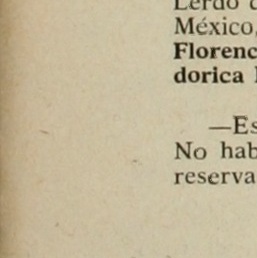 Lerdo
México,
Florenc
dorica
—Es
No hab
reserva